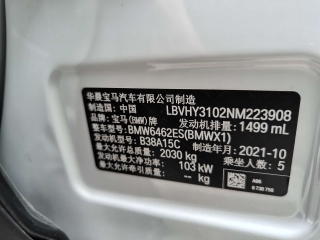 华晨宝马汽车有限公司制造
制造国: 中国 LBVHY3102NM223908
品牌: 宝马(BMW)牌 发动机排量: 1499 mL
整车型号: BMW6462ES(BMWX1)
发动机型号: B38A15C 制造年月: 2021-10
最大允许总质量: 2030 kg 乘坐人数: 5
发动机最大净功率: 103 kW
最大允许牵引质量: -- kg